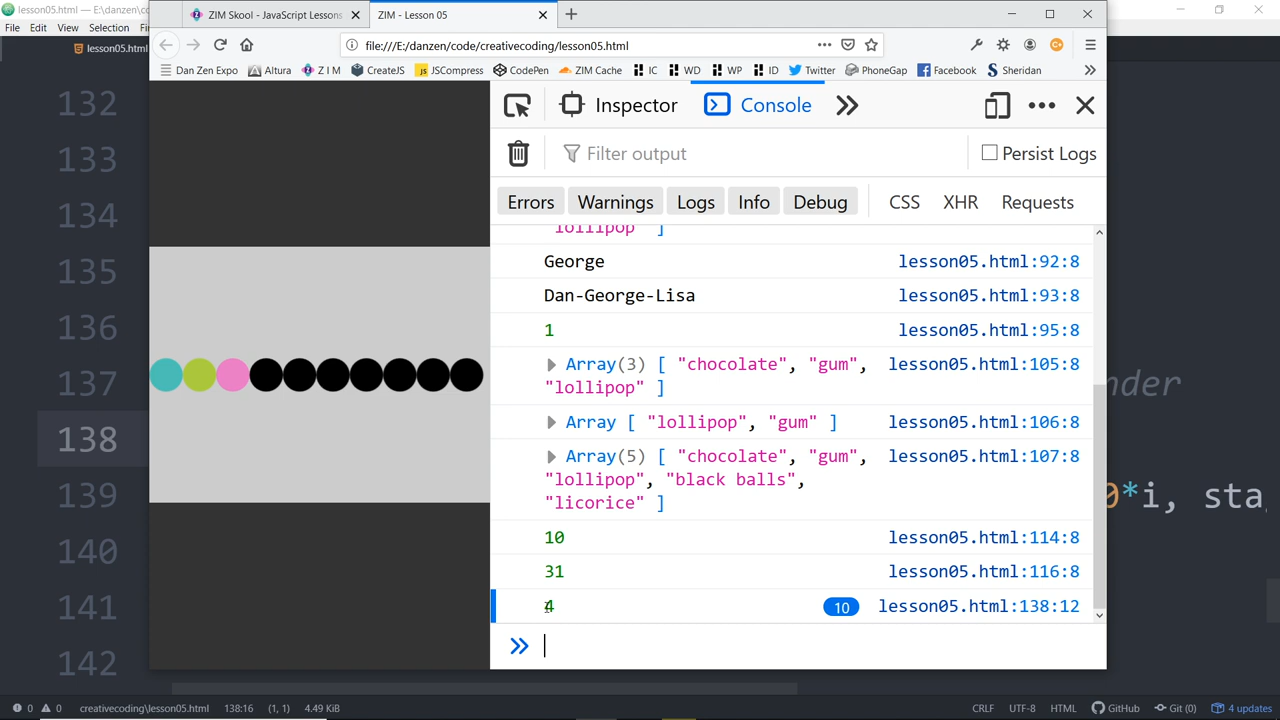 lesson05.html — E:\danzen\co
File Edit View Selection Fi
lesson05.html
ZIM Skool - JavaScript Lessons
ZIM - Lesson 05
file:///E:/danzen/code/creativecoding/lesson05.html
Dan Zen Expo Altura Z I M CreateJS JSCompress CodePen ZIM Cache IC WD WP ID Twitter PhoneGap Facebook Sheridan
Inspector Console
Filter output Persist Logs
Errors Warnings Logs Info Debug CSS XHR Requests
"lollipop" ]
George lesson05.html:92:8
Dan-George-Lisa lesson05.html:93:8
1 lesson05.html:95:8
Array(3) [ "chocolate", "gum", lesson05.html:105:8
"lollipop" ]
Array [ "lollipop", "gum" ] lesson05.html:106:8
Array(5) [ "chocolate", "gum", lesson05.html:107:8
"lollipop", "black balls",
"licorice" ]
10 lesson05.html:114:8
31 lesson05.html:116:8
4 10 lesson05.html:138:12
132
133
134
135
136
137 nder
138
139 0*i, sta
140
141
142
0 0 creativecoding\lesson05.html 138:16 (1, 1) 4.49 KiB CRLF UTF-8 HTML GitHub Git (0) 4 updates